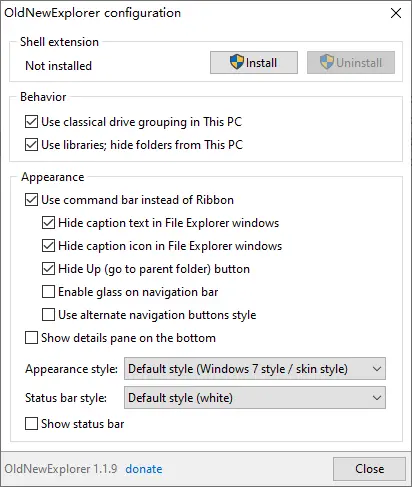 OldNewExplorer configuration
Shell extension
Not installed
Install
Uninstall
Behavior
Use classical drive grouping in This PC
Use libraries; hide folders from This PC
Appearance
Use command bar instead of Ribbon
Hide caption text in File Explorer windows
Hide caption icon in File Explorer windows
Hide Up (go to parent folder) button
Enable glass on navigation bar
Use alternate navigation buttons style
Show details pane on the bottom
Appearance style: Default style (Windows 7 style / skin style)
Status bar style: Default style (white)
Show status bar
OldNewExplorer 1.1.9 donate
Close